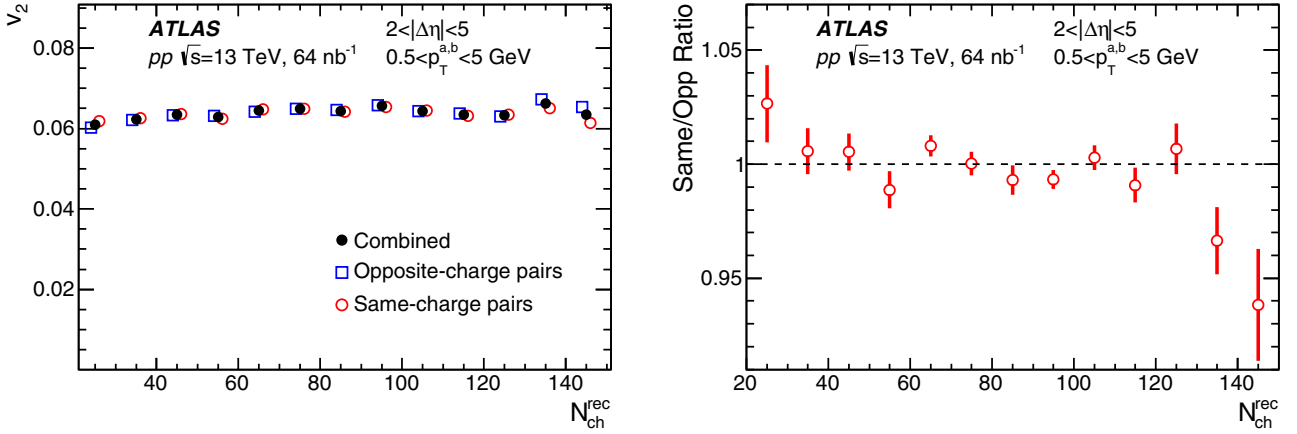 v₂
ATLAS 2<|Δη|<5
pp √s=13 TeV, 64 nb⁻¹ 0.5<p_T^{a,b}<5 GeV
0.08
0.06
0.04
0.02
Combined
Opposite-charge pairs
Same-charge pairs
40 60 80 100 120 140
N_ch^rec
Same/Opp Ratio
ATLAS 2<|Δη|<5
pp √s=13 TeV, 64 nb⁻¹ 0.5<p_T^{a,b}<5 GeV
1.05
1
0.95
20 40 60 80 100 120 140
N_ch^rec